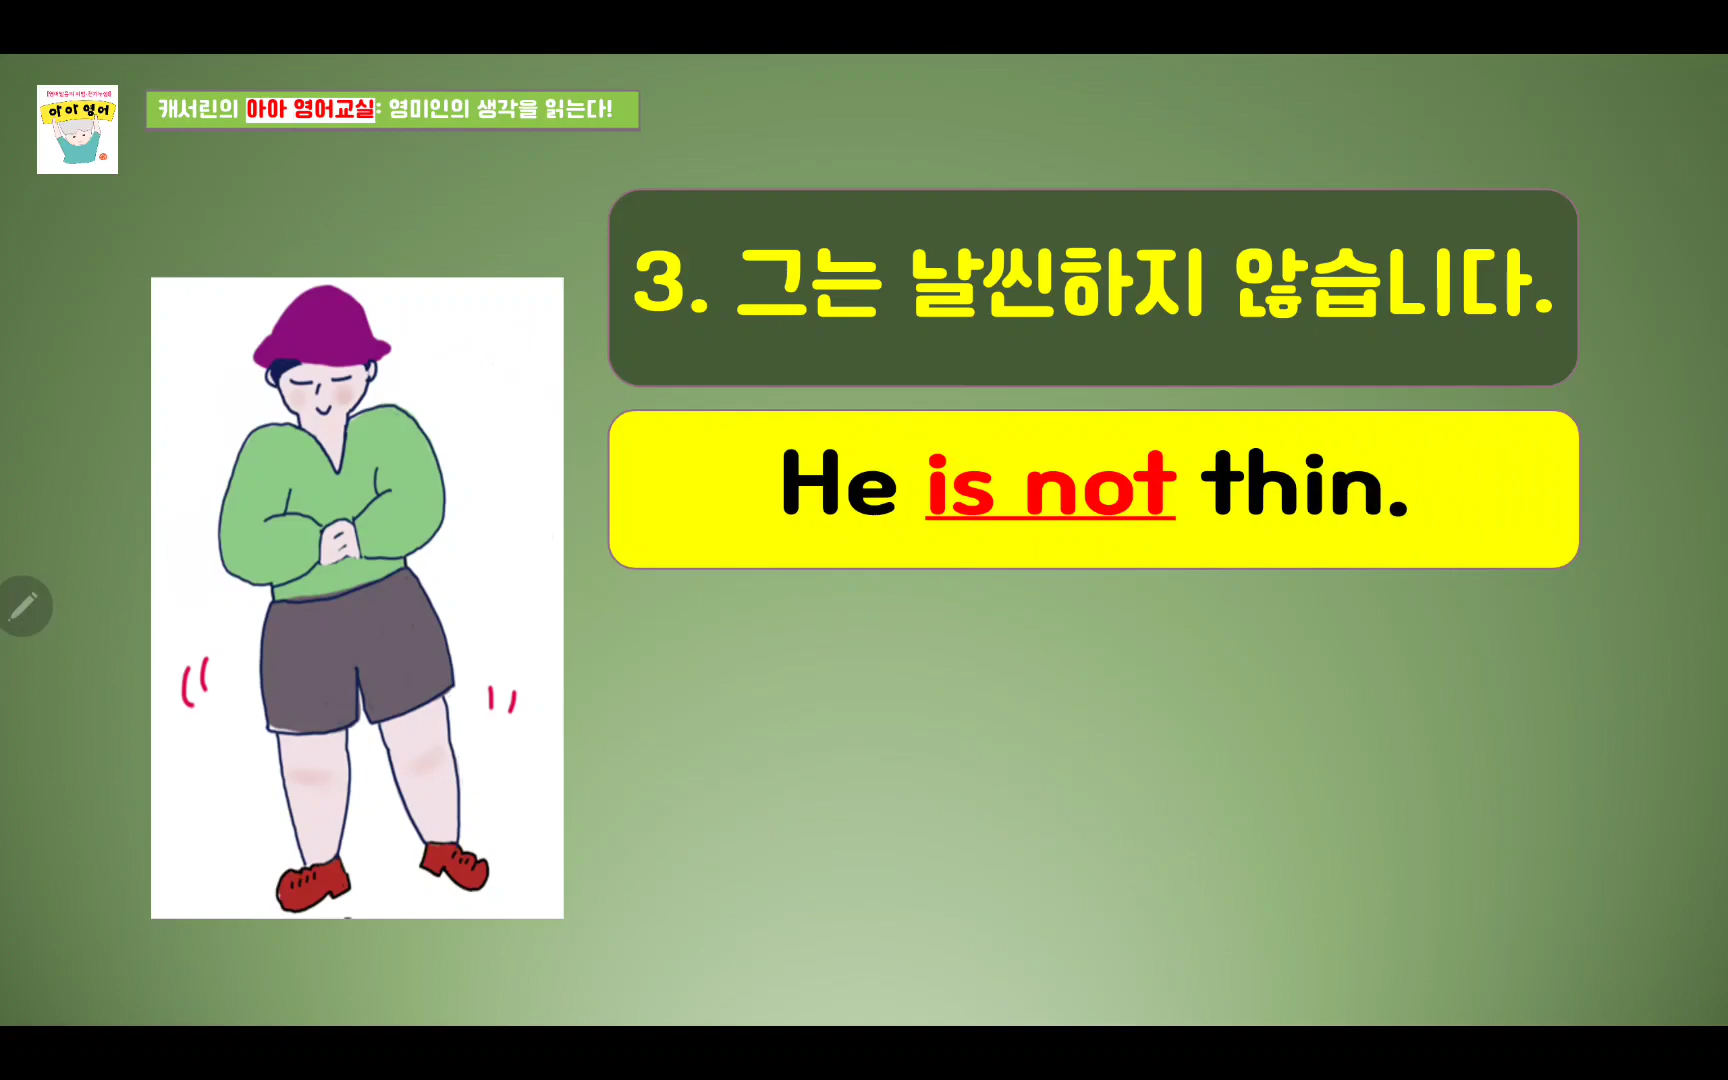 아아 영어
캐서린의 아아 영어교실: 영미인의 생각을 읽는다!
3. 그는 날씬하지 않습니다.
He is not thin.